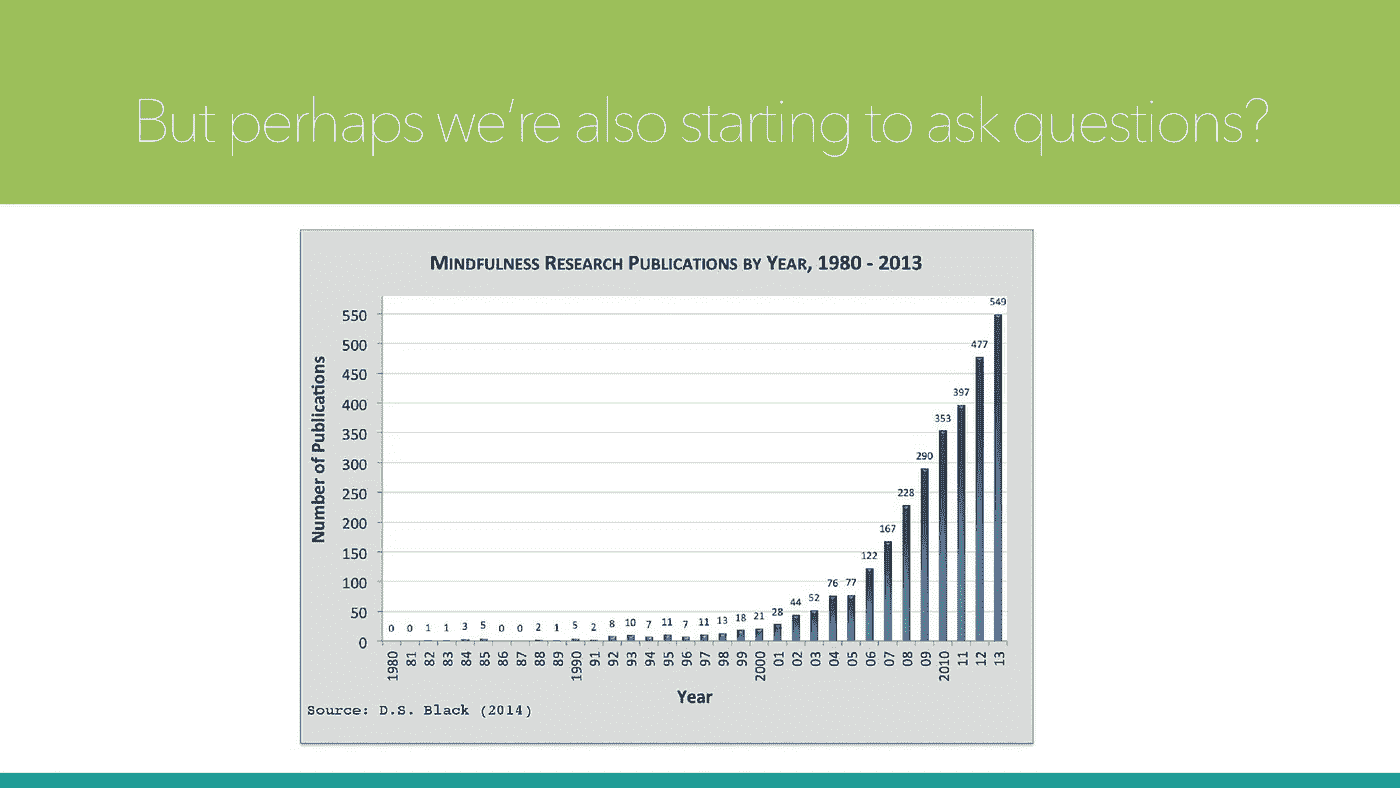 But perhaps we're also starting to ask questions?
MINDFULNESS RESEARCH PUBLICATIONS BY YEAR, 1980 - 2013
Number of Publications
550
500
450
400
350
300
250
200
150
100
50
0
0 0 1 1 3 5 0 0 2 1 5 2 8 10 7 11 7 11 13 18 21 28 44 52 76 77 122 167 228 290 353 397 477 549
1980 81 82 83 84 85 86 87 88 89 1990 91 92 93 94 95 96 97 98 99 2000 01 02 03 04 05 06 07 08 09 2010 11 12 13
Year
Source: D.S. Black (2014)